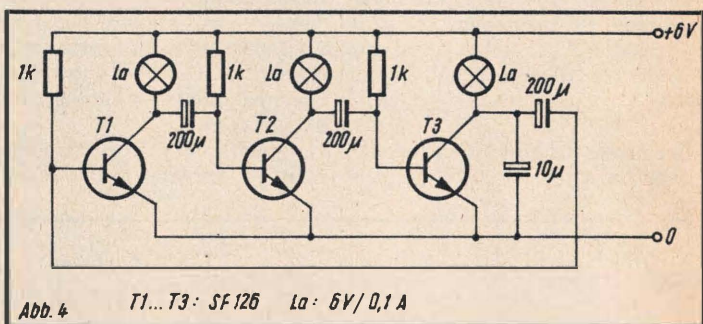 +6V
1k La 1k La 1k La 200µ
T1 T2 T3
200µ 200µ 10µ
0
Abb. 4 T1...T3: SF 126 La: 6V/0,1 A